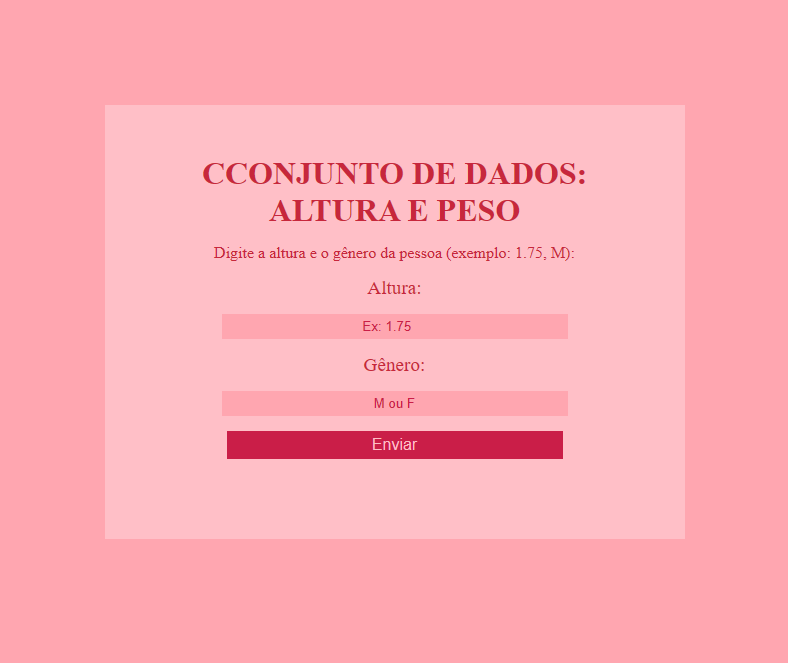 CCONJUNTO DE DADOS:
ALTURA E PESO
Digite a altura e o gênero da pessoa (exemplo: 1.75, M):
Altura:
Ex: 1.75
Gênero:
M ou F
Enviar